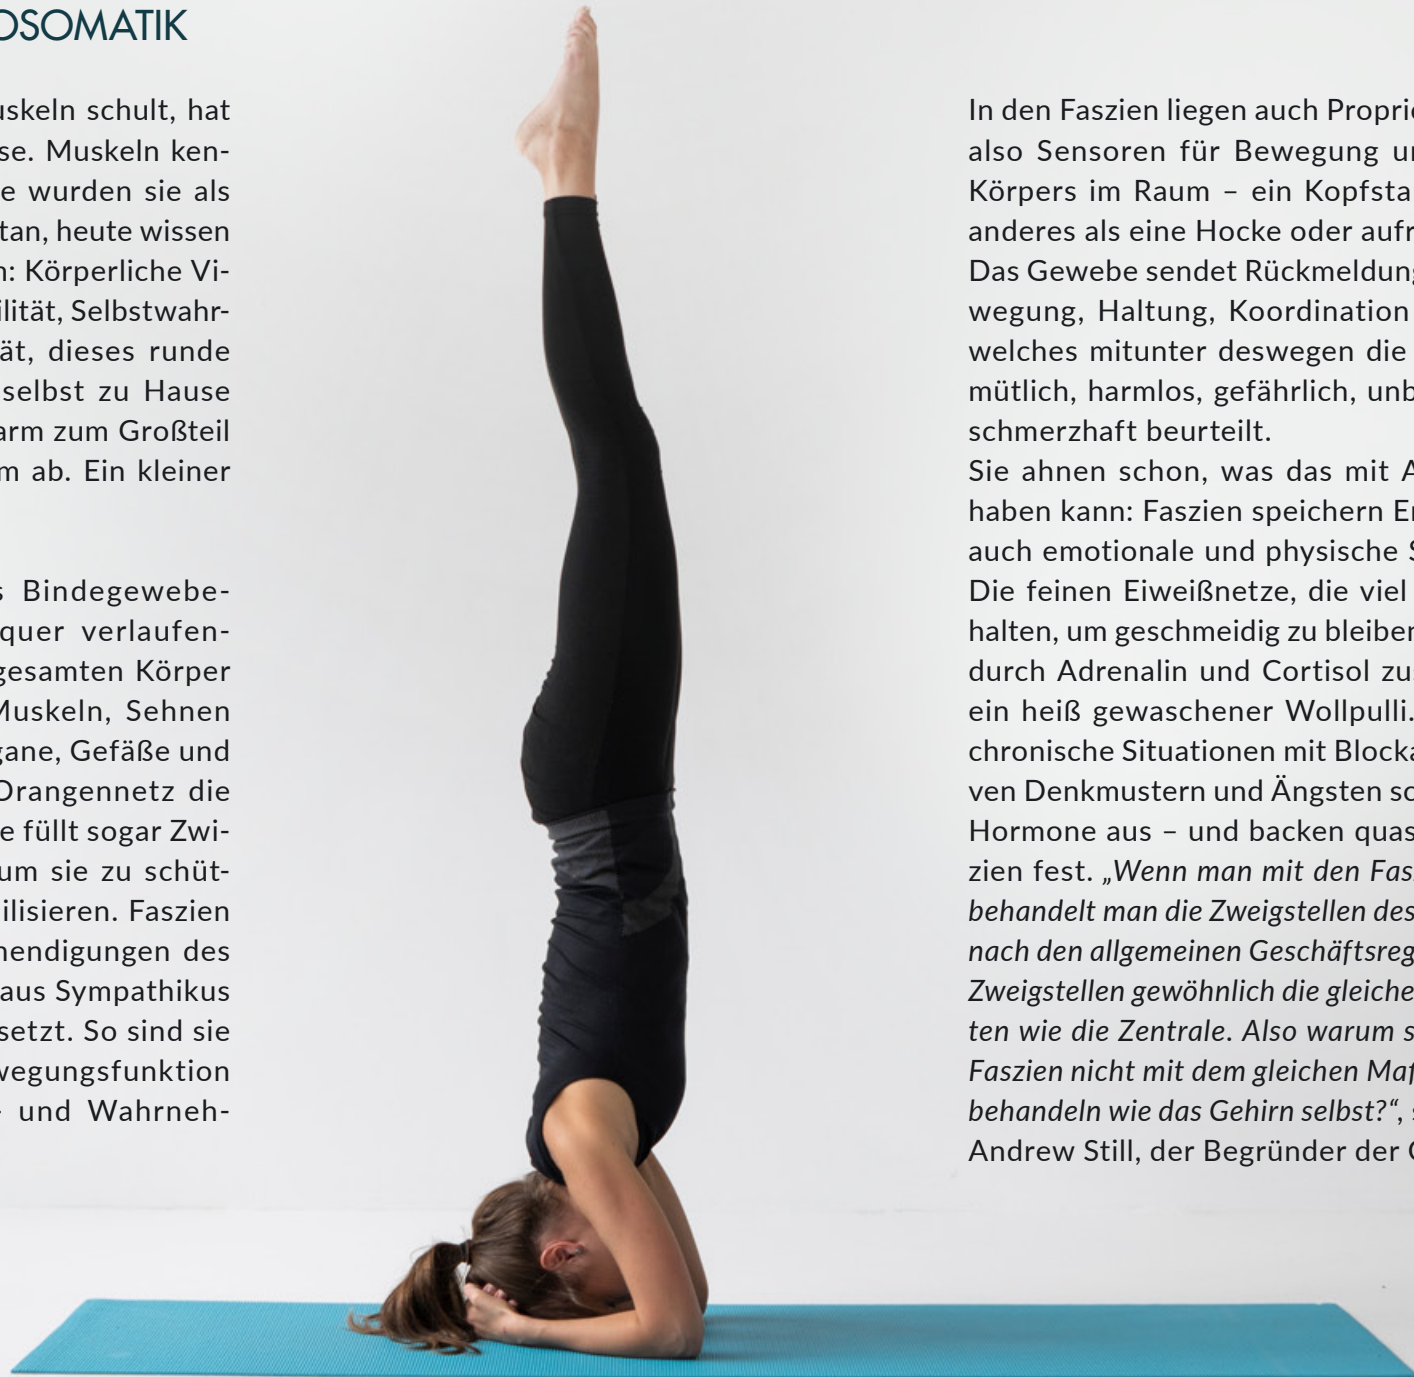 OSOMATIK
uskeln schult, hat
se. Muskeln ken-
e wurden sie als
tan, heute wissen
n: Körperliche Vi-
ilität, Selbstwahr-
ät, dieses runde
selbst zu Hause
arm zum Großteil
m ab. Ein kleiner
s Bindegewebe-
quer verlaufen-
gesamten Körper
Muskeln, Sehnen
gane, Gefäße und
Orangennetz die
e füllt sogar Zwi-
um sie zu schüt-
ilisieren. Faszien
nendigungen des
aus Sympathikus
setzt. So sind sie
wegungsfunktion
- und Wahrneh-
In den Faszien liegen auch Proprie
also Sensoren für Bewegung un
Körpers im Raum – ein Kopfsta
anderes als eine Hocke oder aufr
Das Gewebe sendet Rückmeldung
wegung, Haltung, Koordination
welches mitunter deswegen die
mütlich, harmlos, gefährlich, unb
schmerzhaft beurteilt.
Sie ahnen schon, was das mit A
haben kann: Faszien speichern Er
auch emotionale und physische S
Die feinen Eiweißnetze, die viel
halten, um geschmeidig zu bleiben
durch Adrenalin und Cortisol zus
ein heiß gewaschener Wollpulli.
chronische Situationen mit Blocka
ven Denkmustern und Ängsten sc
Hormone aus – und backen quas
zien fest. „Wenn man mit den Fas
behandelt man die Zweigstellen des
nach den allgemeinen Geschäftsreg
Zweigstellen gewöhnlich die gleiche
ten wie die Zentrale. Also warum s
Faszien nicht mit dem gleichen Maß
behandeln wie das Gehirn selbst?“, s
Andrew Still, der Begründer der O